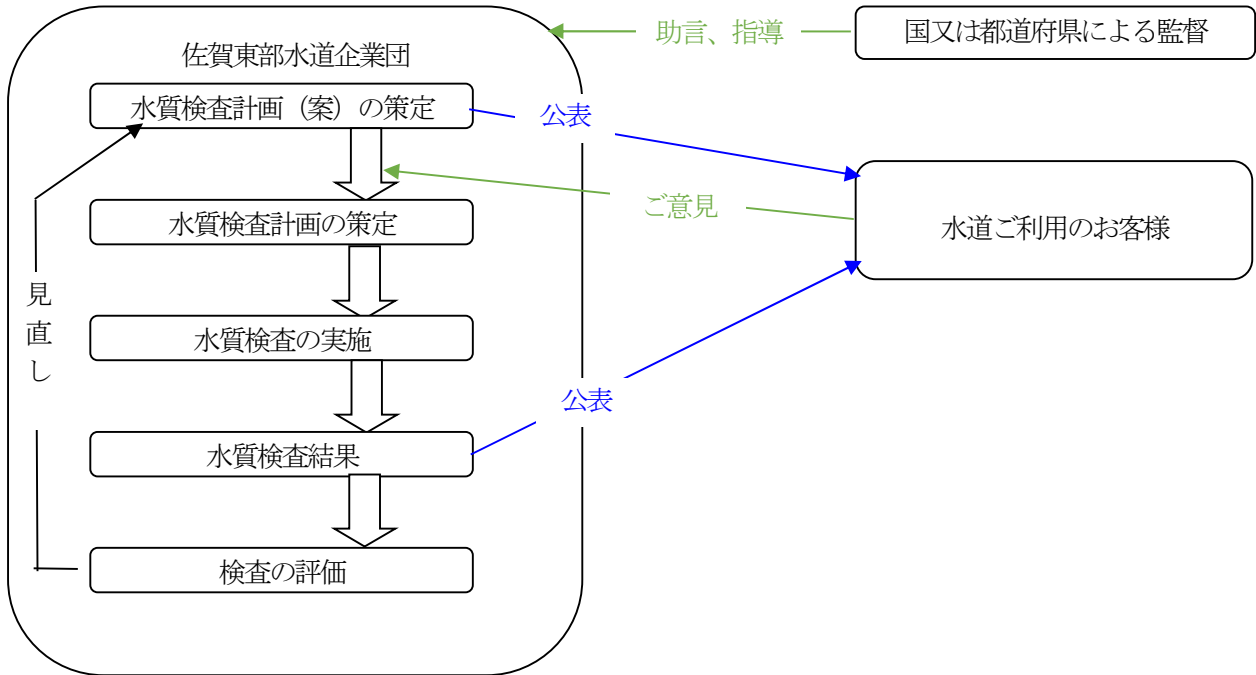 助言、指導
国又は都道府県による監督
佐賀東部水道企業団
水質検査計画（案）の策定
公表
ご意見
水質検査計画の策定
水道ご利用のお客様
見直し
水質検査の実施
公表
水質検査結果
検査の評価